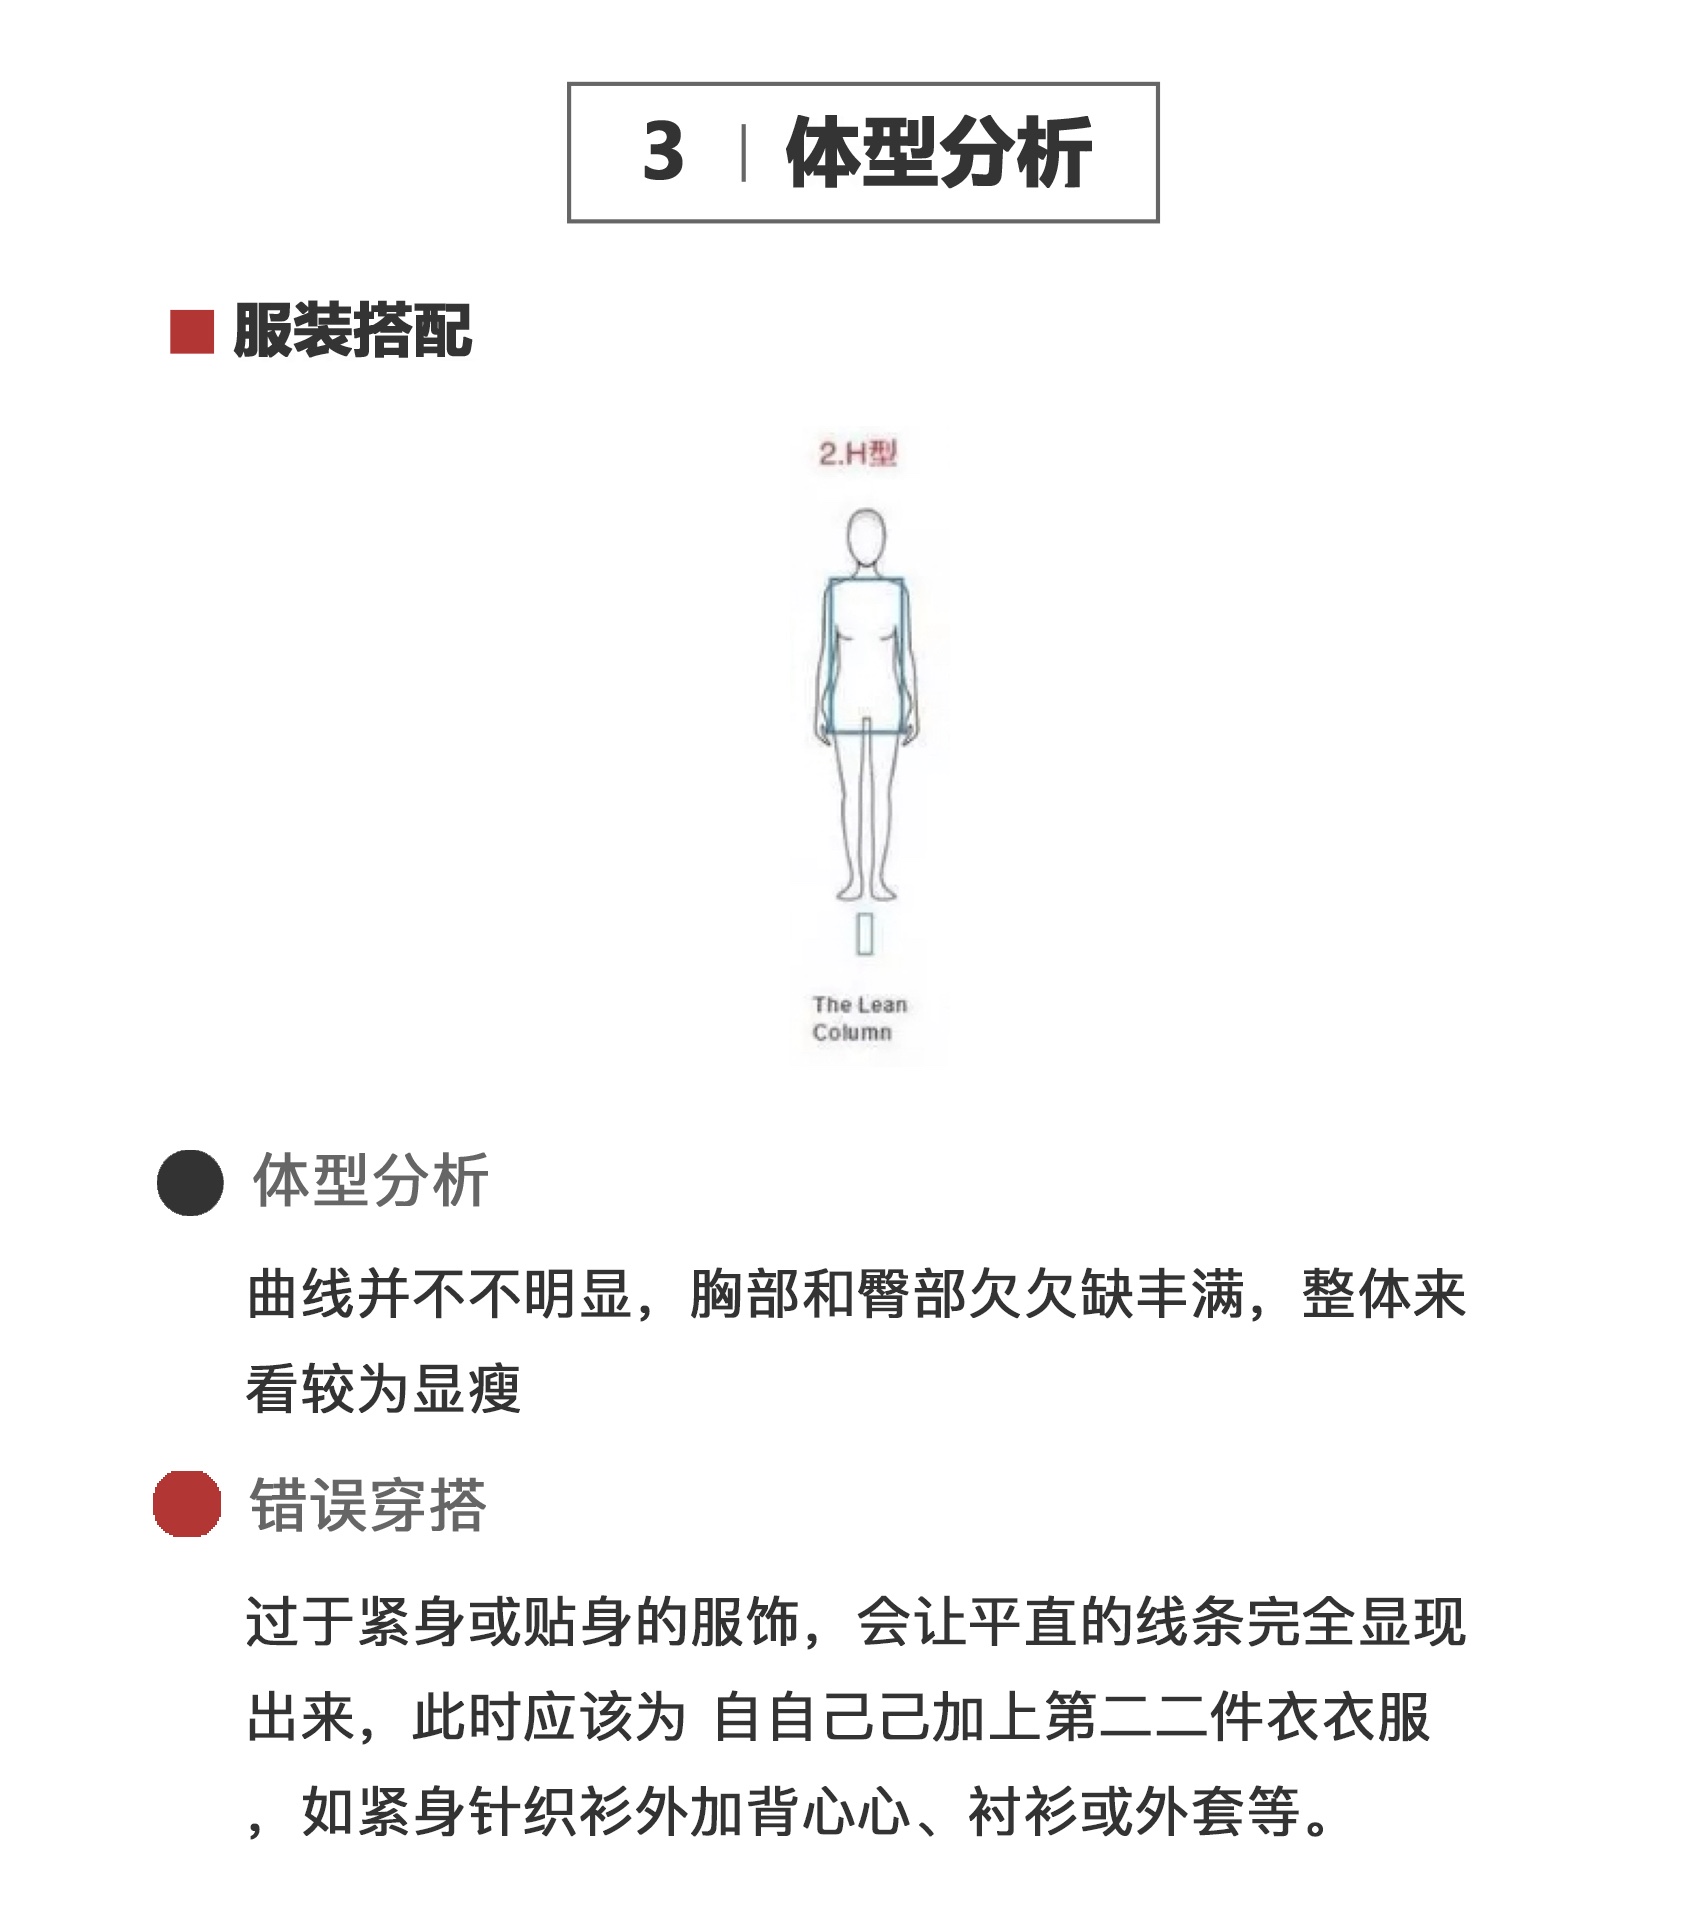 3 | 体型分析
服装搭配
2.H型
The Lean
Column
体型分析
曲线并不不明显，胸部和臀部欠欠缺丰满，整体来
看较为显瘦
错误穿搭
过于紧身或贴身的服饰，会让平直的线条完全显现
出来，此时应该为 自自己己加上第二二件衣衣服
，如紧身针织衫外加背心心、衬衫或外套等。